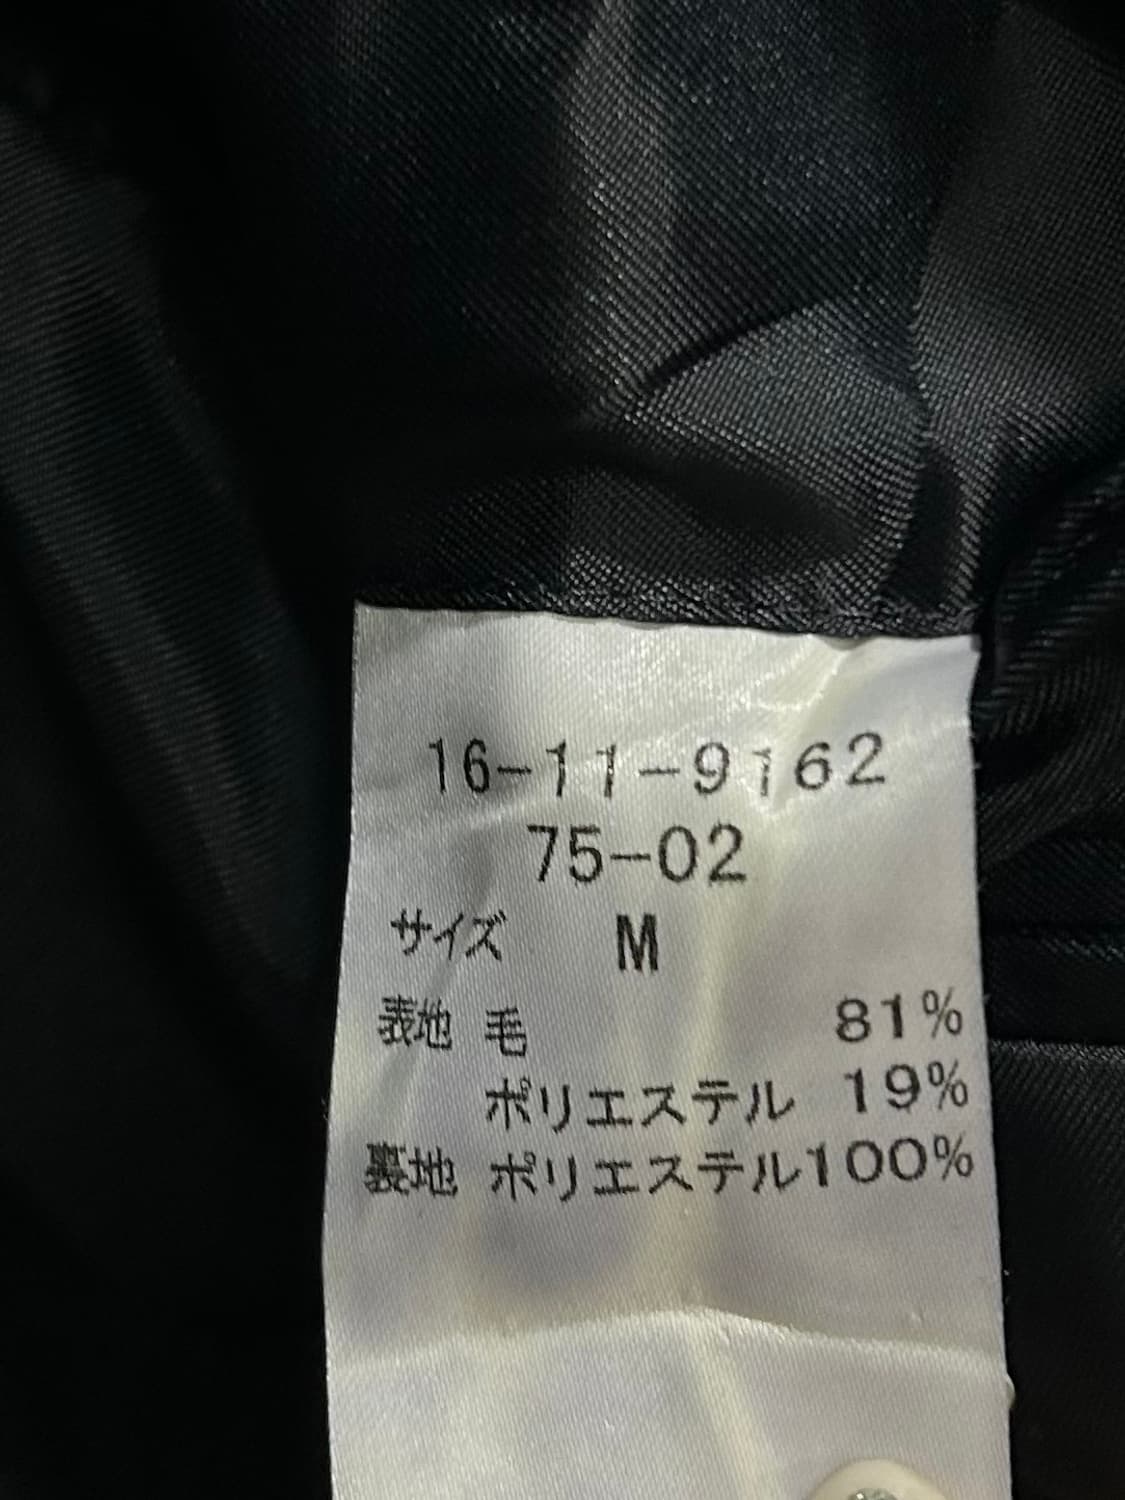 16-11-9162
75-02
サイズ M
表地 毛 81%
ポリエステル 19%
裏地 ポリエステル100%